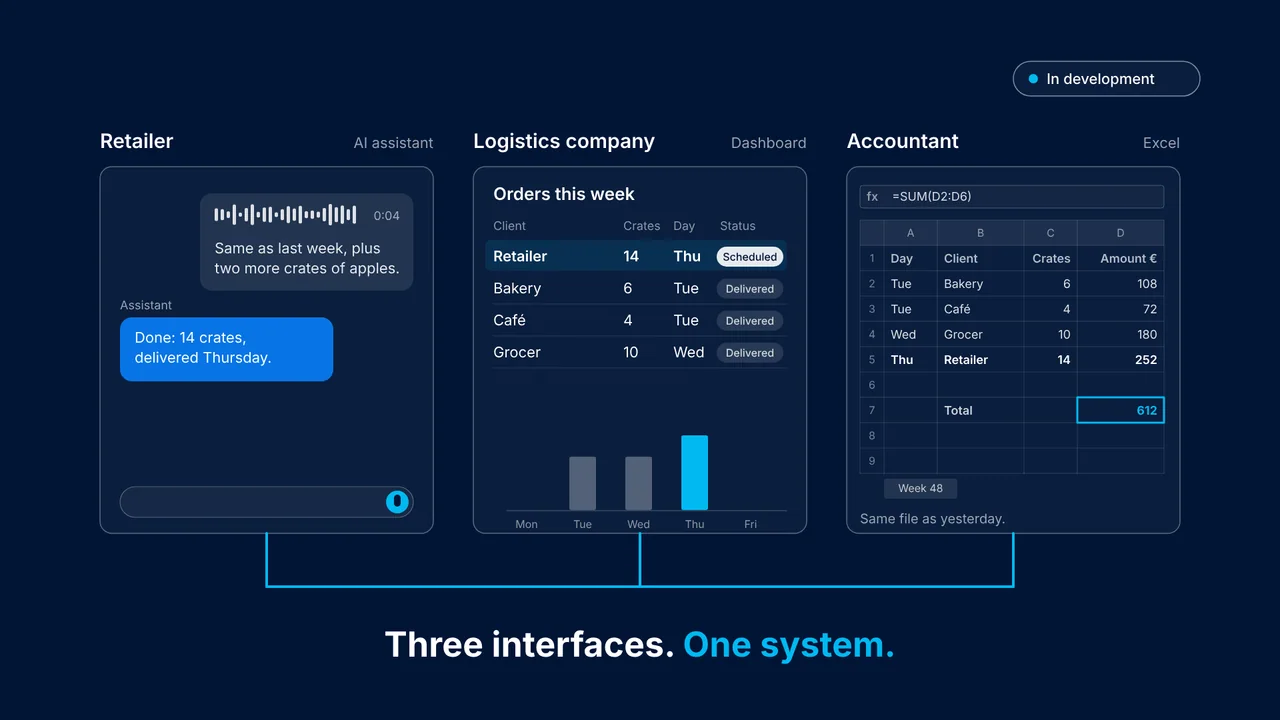 In development
Retailer AI assistant
0:04
Same as last week, plus
two more crates of apples.
Assistant
Done: 14 crates,
delivered Thursday.
Logistics company Dashboard
Orders this week
Client Crates Day Status
Retailer 14 Thu Scheduled
Bakery 6 Tue Delivered
Café 4 Tue Delivered
Grocer 10 Wed Delivered
Mon Tue Wed Thu Fri
Accountant Excel
fx =SUM(D2:D6)
A B C D
1 Day Client Crates Amount €
2 Tue Bakery 6 108
3 Tue Café 4 72
4 Wed Grocer 10 180
5 Thu Retailer 14 252
6
7 Total 612
8
9
Week 48
Same file as yesterday.
Three interfaces. One system.